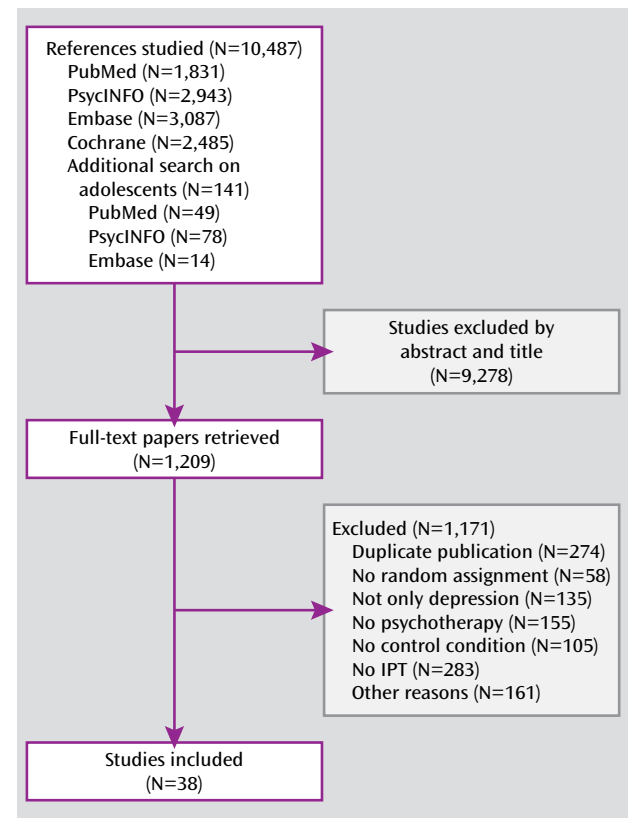 References studied (N=10,487)
PubMed (N=1,831)
PsycINFO (N=2,943)
Embase (N=3,087)
Cochrane (N=2,485)
Additional search on
adolescents (N=141)
PubMed (N=49)
PsycINFO (N=78)
Embase (N=14)
Studies excluded by
abstract and title
(N=9,278)
Full-text papers retrieved
(N=1,209)
Excluded (N=1,171)
Duplicate publication (N=274)
No random assignment (N=58)
Not only depression (N=135)
No psychotherapy (N=155)
No control condition (N=105)
No IPT (N=283)
Other reasons (N=161)
Studies included
(N=38)